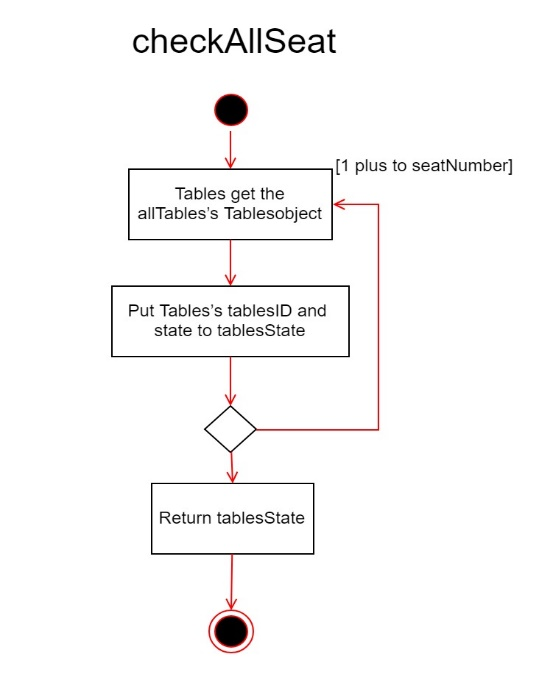 checkAllSeat
[1 plus to seatNumber]
Tables get the
allTables's Tablesobject
Put Tables's tablesID and
state to tablesState
Return tablesState